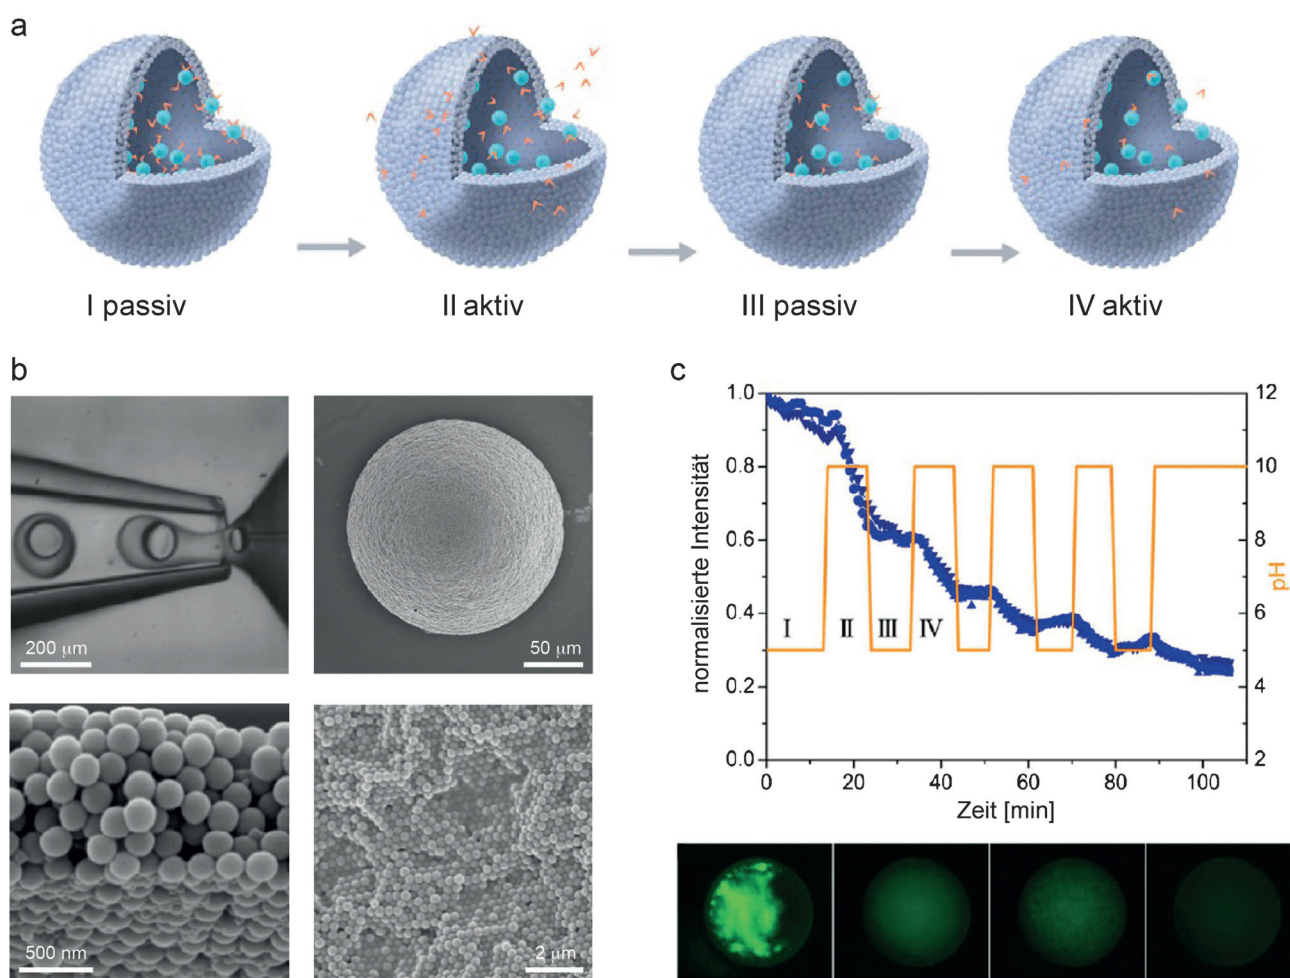 a
I passiv
II aktiv
III passiv
IV aktiv
b
200 µm
50 µm
500 nm
2 µm
c
normalisierte Intensität
1.0
0.8
0.6
0.4
0.2
0.0
I
II
III
IV
12
10
8
6
4
2
pH
0
20
40
60
80
100
Zeit [min]